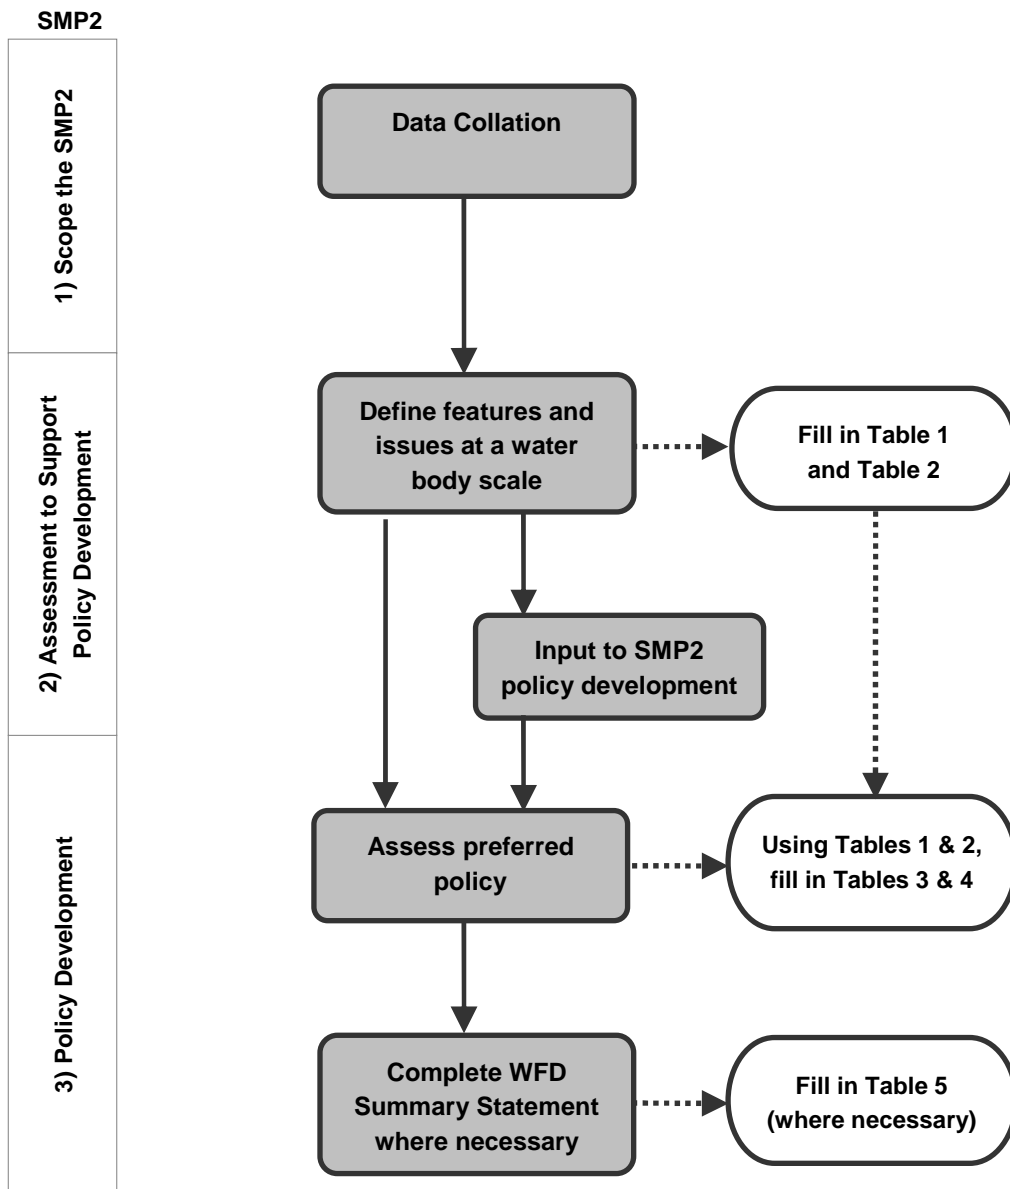 SMP2
1) Scope the SMP2
Data Collation
2) Assessment to Support
Policy Development
Define features and
issues at a water
body scale
Fill in Table 1
and Table 2
Input to SMP2
policy development
3) Policy Development
Assess preferred
policy
Using Tables 1 & 2,
fill in Tables 3 & 4
Complete WFD
Summary Statement
where necessary
Fill in Table 5
(where necessary)